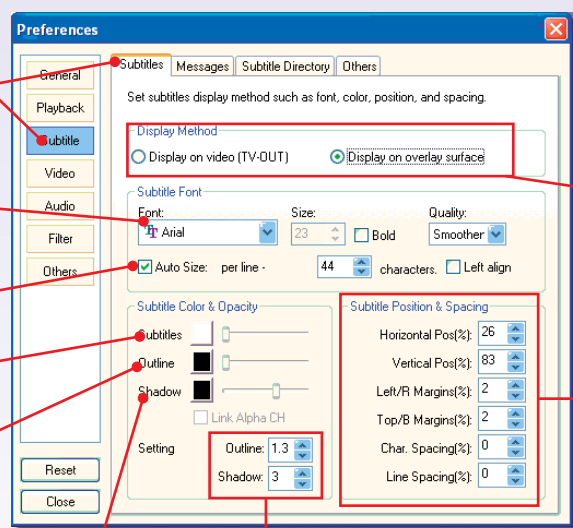 Preferences
General
Playback
Subtitle
Video
Audio
Filter
Others
Reset
Close
Subtitles Messages Subtitle Directory Others
Set subtitles display method such as font, color, position, and spacing.
Display Method
Display on video (TV-OUT) Display on overlay surface
Subtitle Font
Font: Size: Quality:
Arial 23 Bold Smoother
Auto Size: per line - 44 characters. Left align
Subtitle Color & Opacity
Subtitles
Outline
Shadow
Link Alpha CH
Setting Outline: 1.3
Shadow: 3
Subtitle Position & Spacing
Horizontal Pos(%): 26
Vertical Pos(%): 83
Left/R Margins(%): 2
Top/B Margins(%): 2
Char. Spacing(%): 0
Line Spacing(%): 0